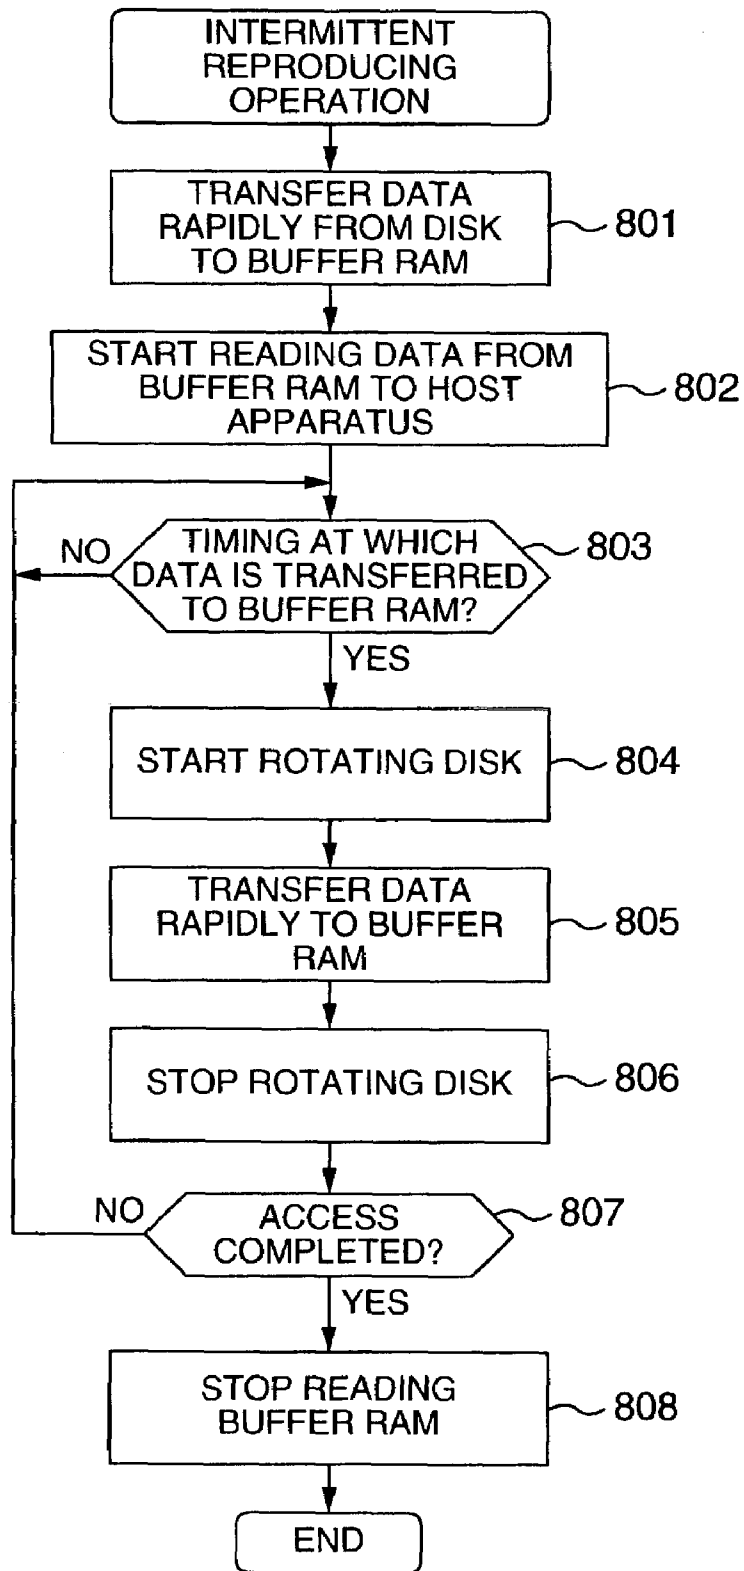 INTERMITTENT
REPRODUCING
OPERATION
TRANSFER DATA
RAPIDLY FROM DISK
TO BUFFER RAM
801
START READING DATA FROM
BUFFER RAM TO HOST
APPARATUS
802
TIMING AT WHICH
DATA IS TRANSFERRED
TO BUFFER RAM?
803
NO
YES
START ROTATING DISK
804
TRANSFER DATA
RAPIDLY TO BUFFER
RAM
805
STOP ROTATING DISK
806
ACCESS
COMPLETED?
807
NO
YES
STOP READING
BUFFER RAM
808
END